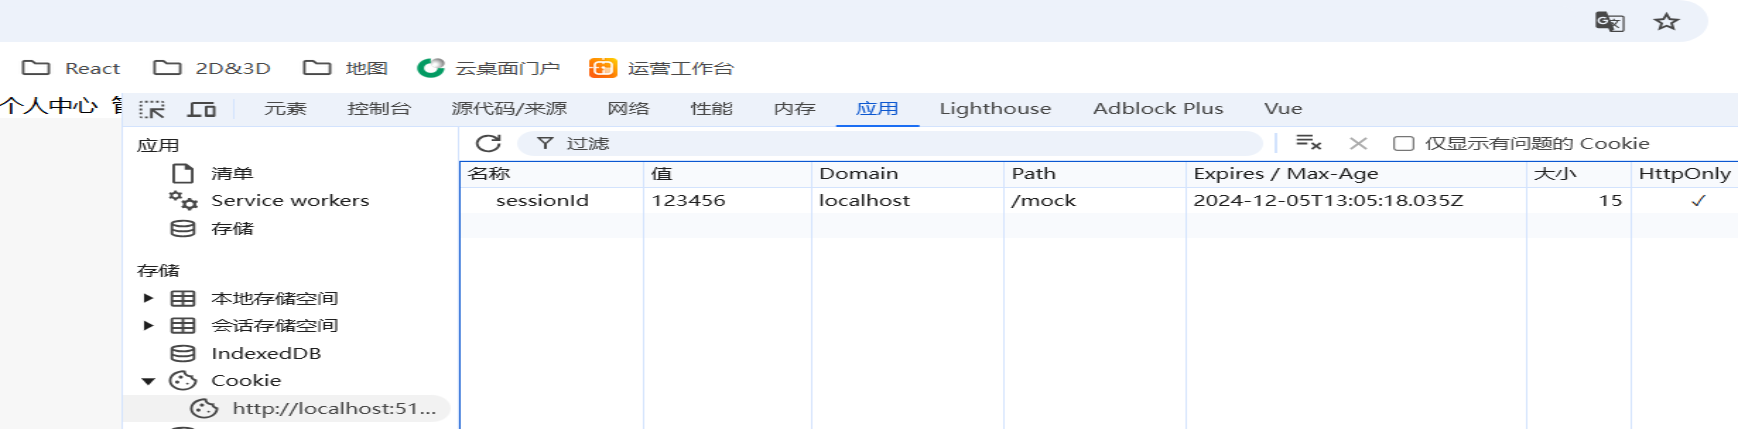 React 2D&3D 地图 云桌面门户 运营工作台
个人中心
元素 控制台 源代码/来源 网络 性能 内存 应用 Lighthouse Adblock Plus Vue
应用
过滤 仅显示有问题的 Cookie
清单
Service workers
存储
存储
本地存储空间
会话存储空间
IndexedDB
Cookie
http://localhost:51...
名称 值 Domain Path Expires / Max-Age 大小 HttpOnly
sessionId 123456 localhost /mock 2024-12-05T13:05:18.035Z 15 ✓